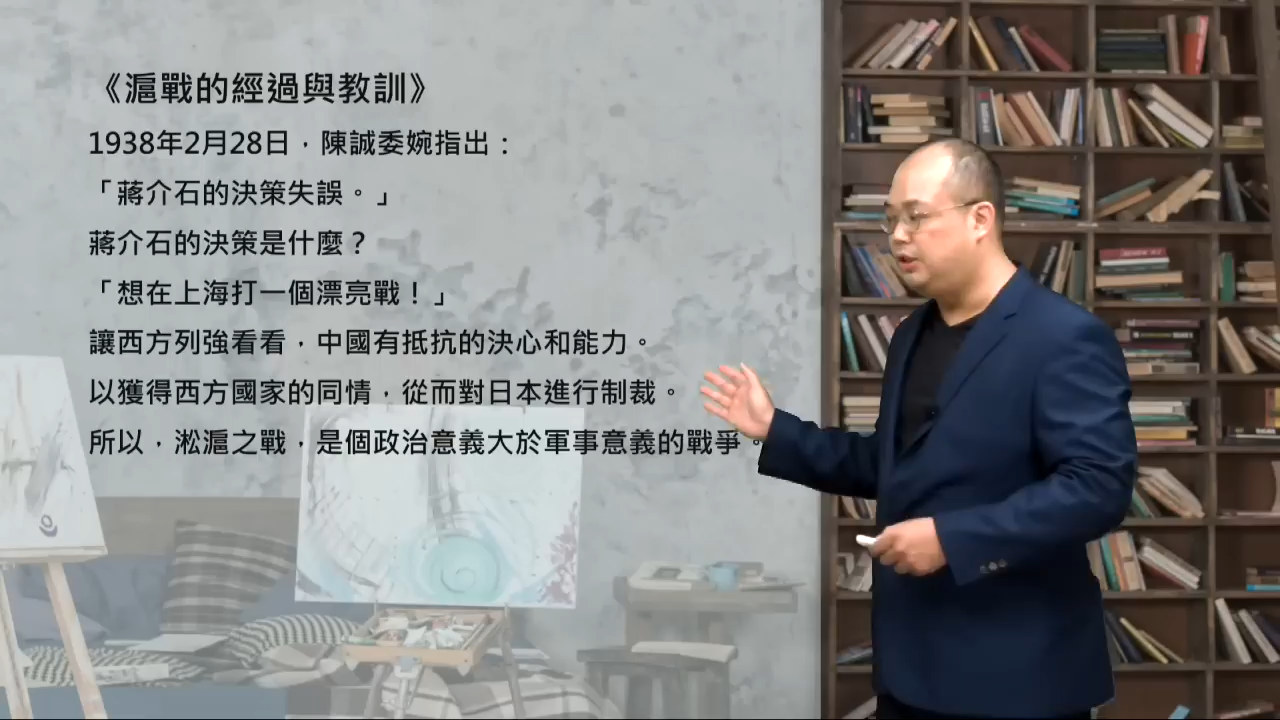 《滬戰的經過與教訓》
1938年2月28日，陳誠委婉指出：
「蔣介石的決策失誤。」
蔣介石的決策是什麼？
「想在上海打一個漂亮戰！」
讓西方列強看看，中國有抵抗的決心和能力。
以獲得西方國家的同情，從而對日本進行制裁。
所以，淞滬之戰，是個政治意義大於軍事意義的戰爭。